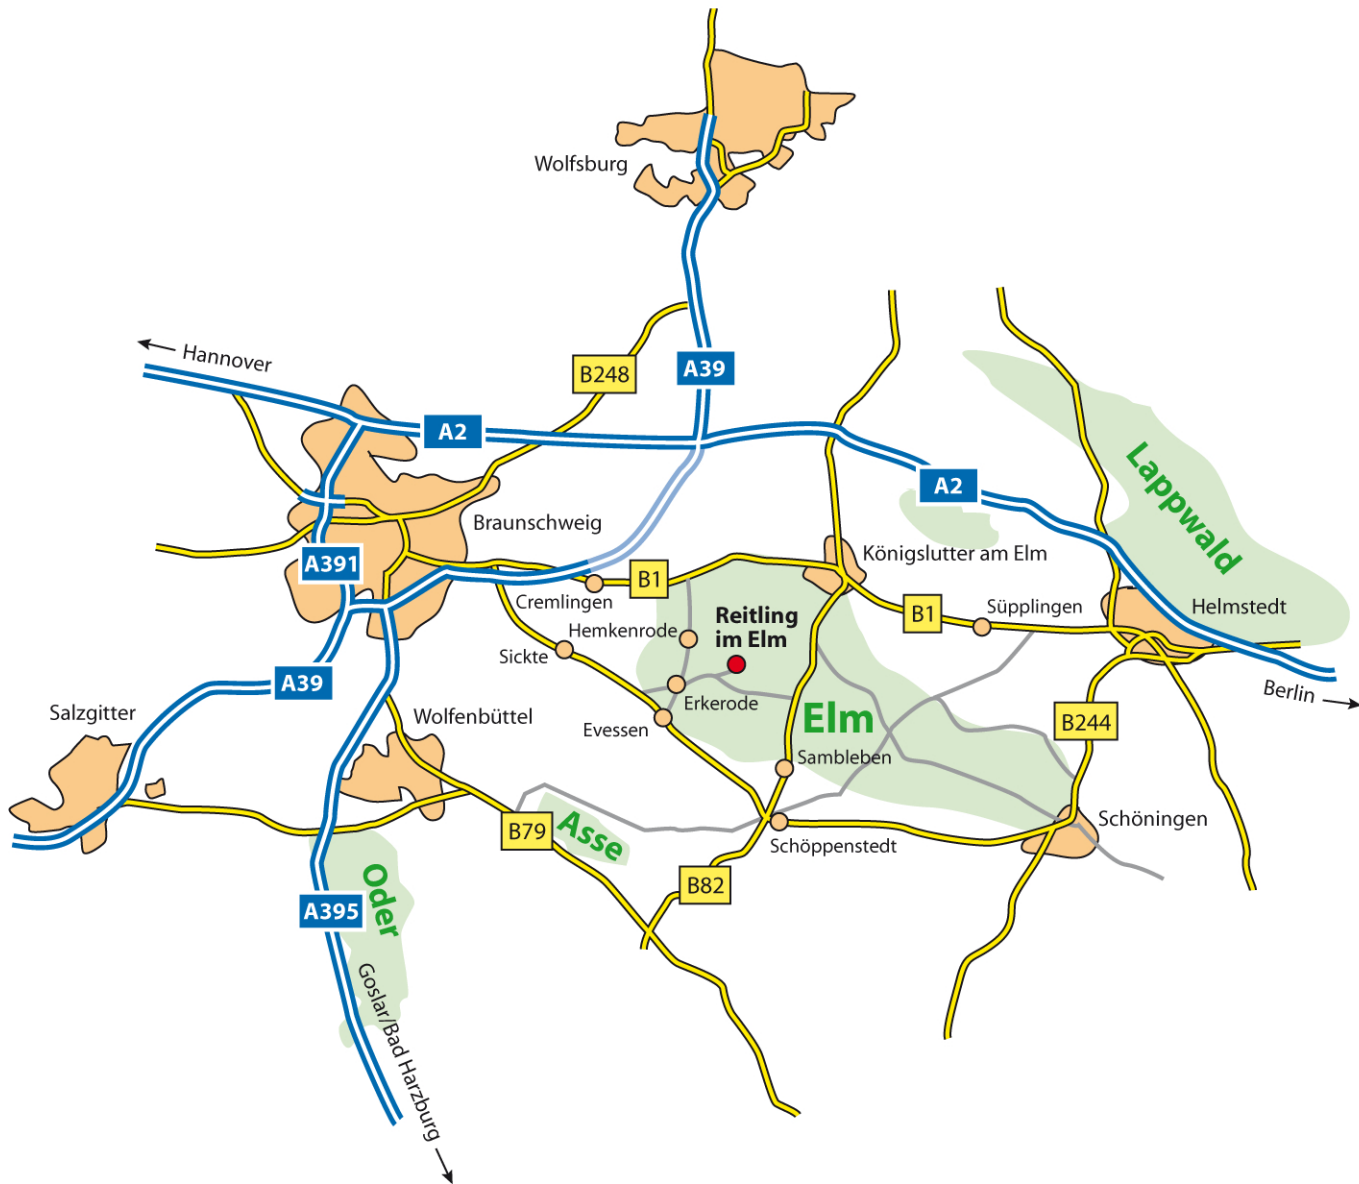 Wolfsburg
Hannover
B248
A39
A2
A2
Lappwald
Braunschweig
Königslutter am Elm
A391
B1
Cremlingen
B1
Süpplingen
Helmstedt
Reitling
im Elm
Hemkenrode
Sickte
A39
Berlin
Erkerode
Salzgitter
Wolfenbüttel
Evessen
Elm
B244
Sambleben
B79
Asse
Schöningen
Schöppenstedt
B82
Oder
A395
Goslar/Bad Harzburg